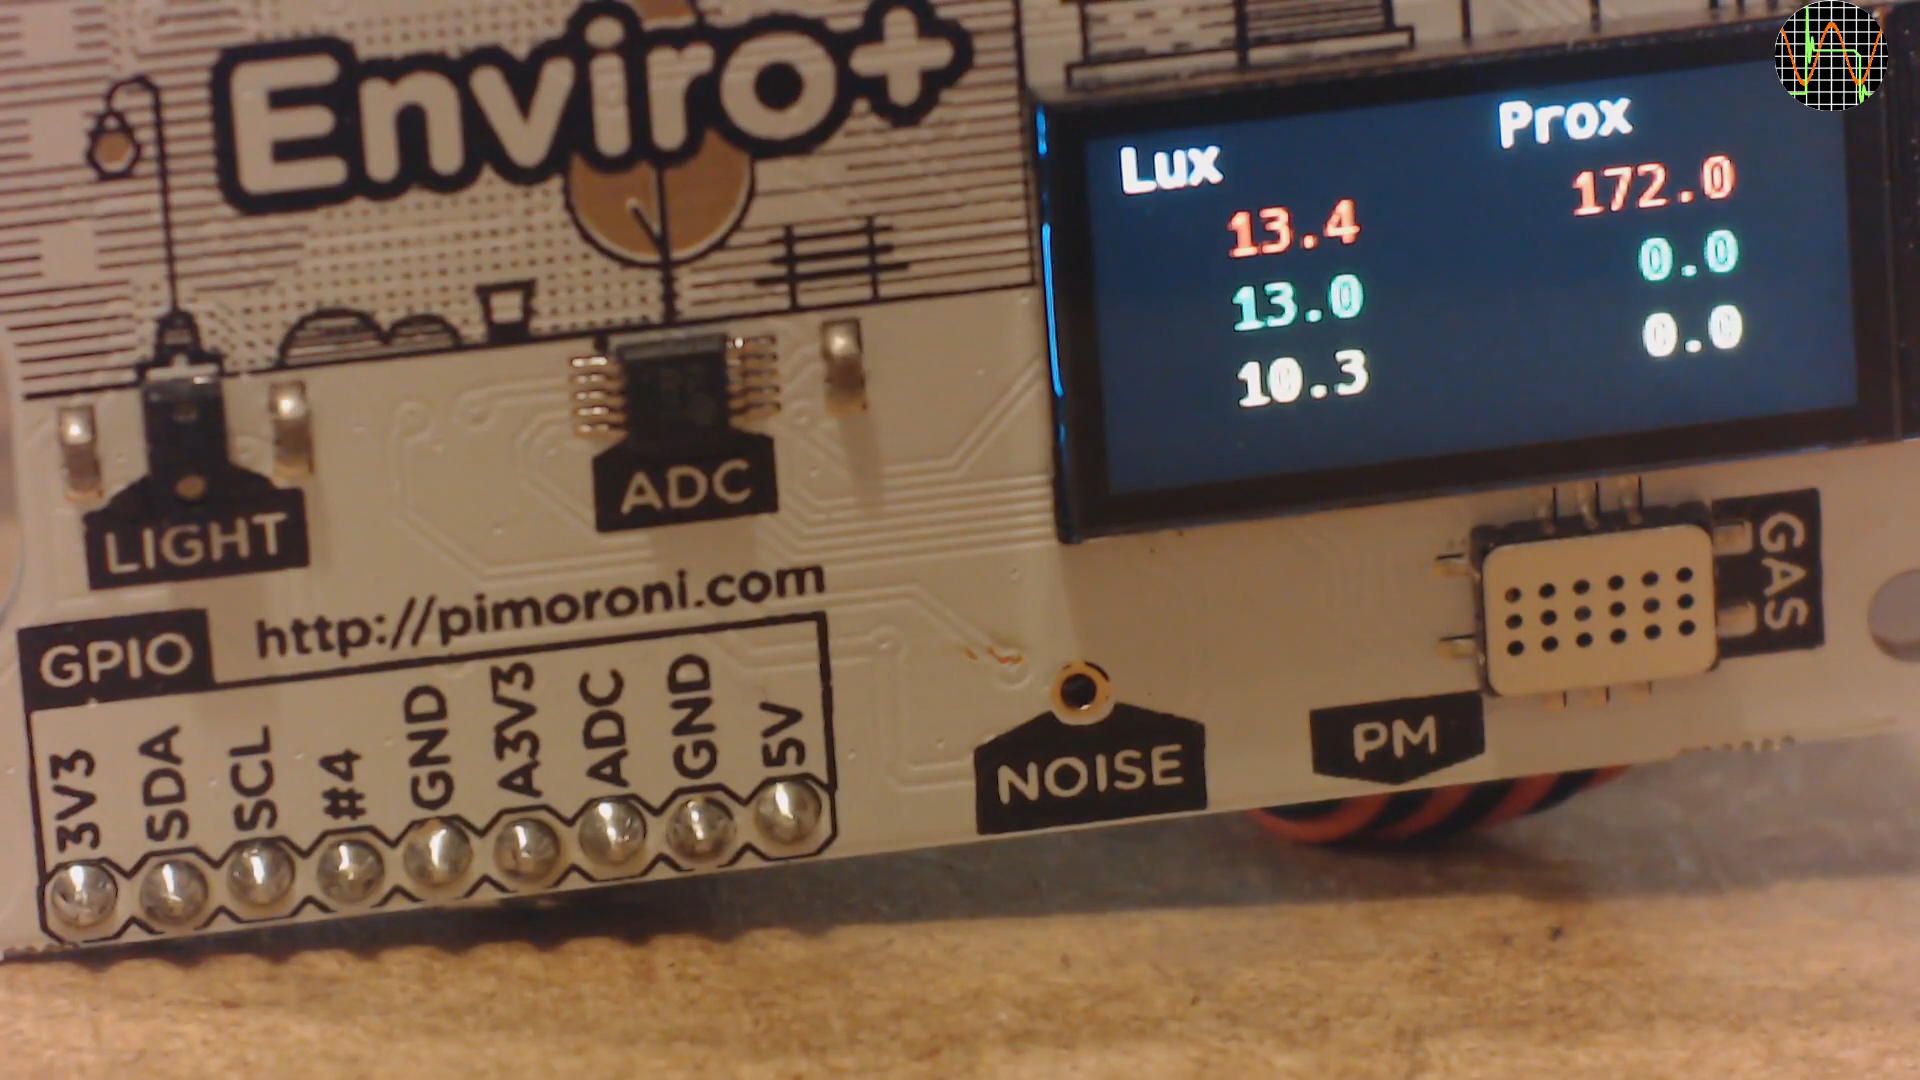 Enviro+
Lux
Prox
13.4
172.0
13.0
0.0
10.3
0.0
LIGHT
ADC
GAS
http://pimoroni.com
GPIO
3V3
SDA
SCL
#4
GND
A3V3
ADC
GND
5V
NOISE
PM